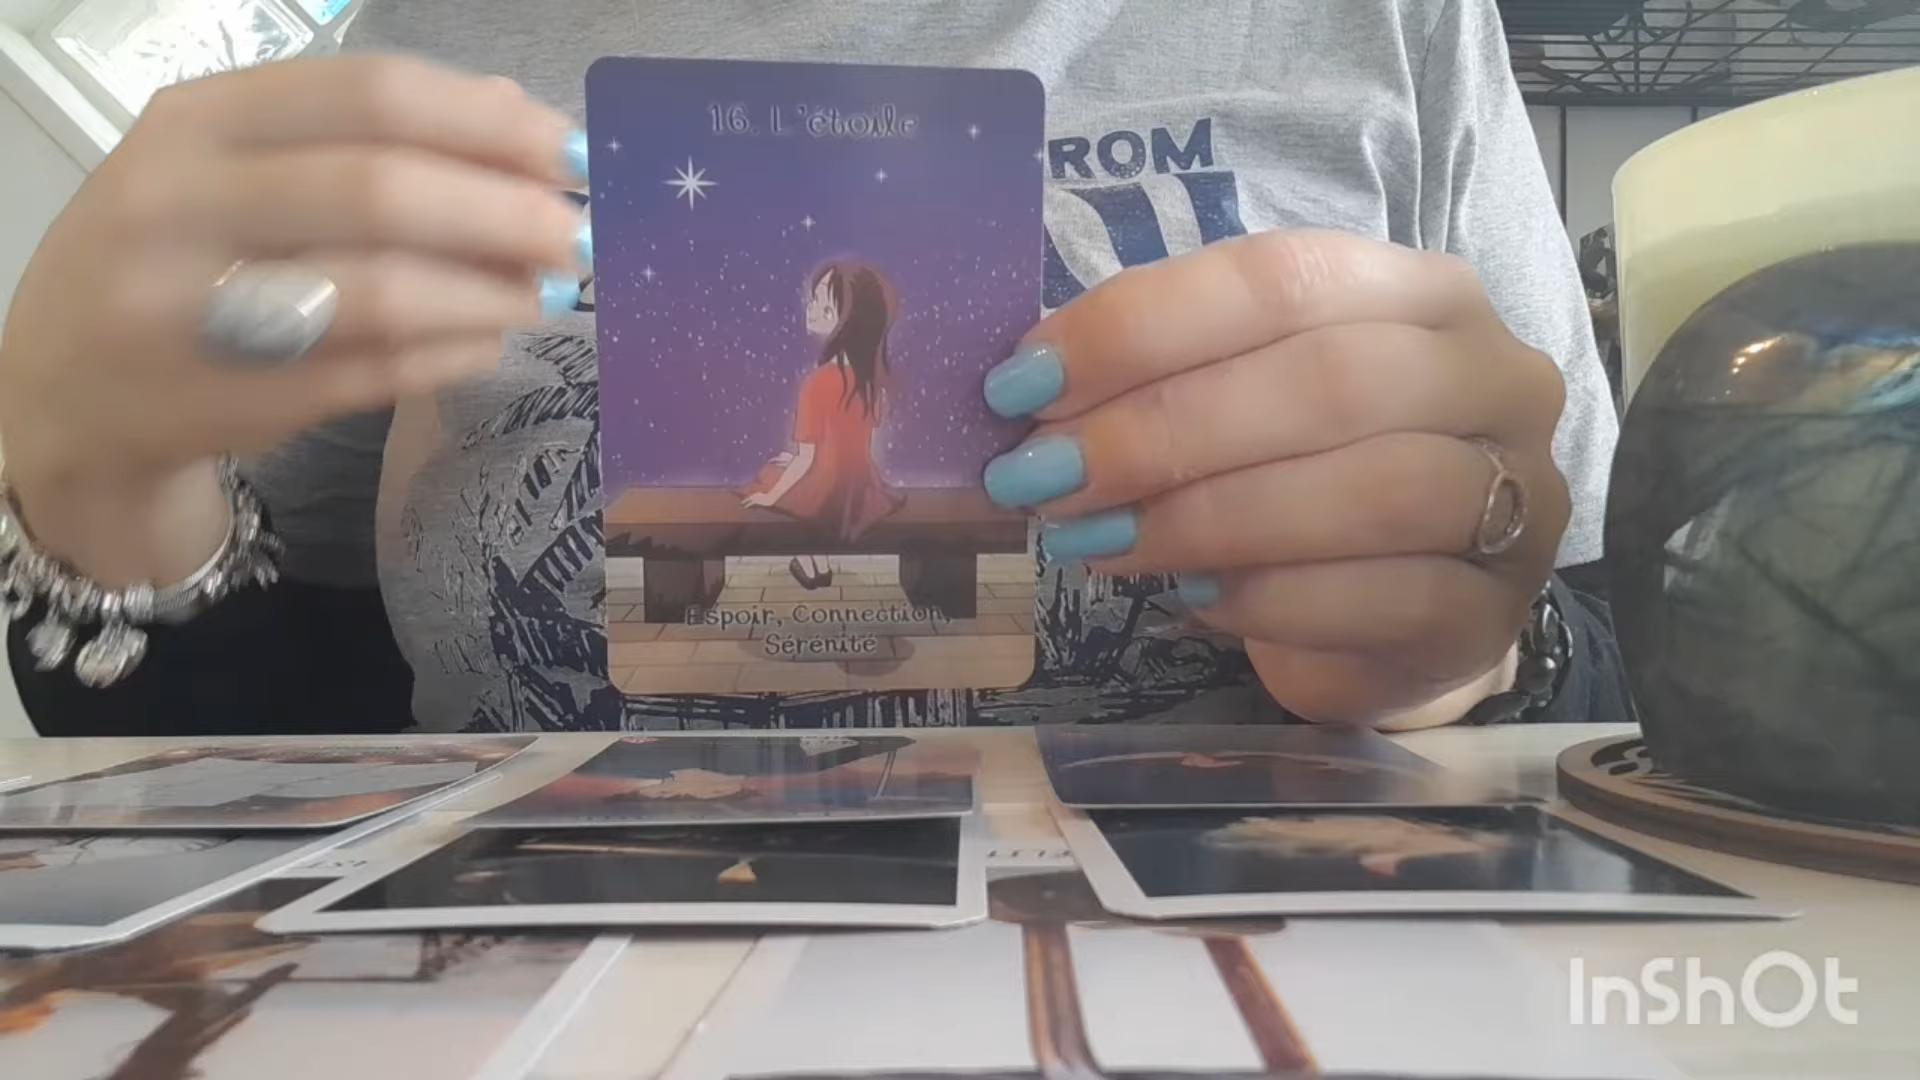 16. L'étoile
ROM
Espoir, Connection,
Sérénité
InShOt